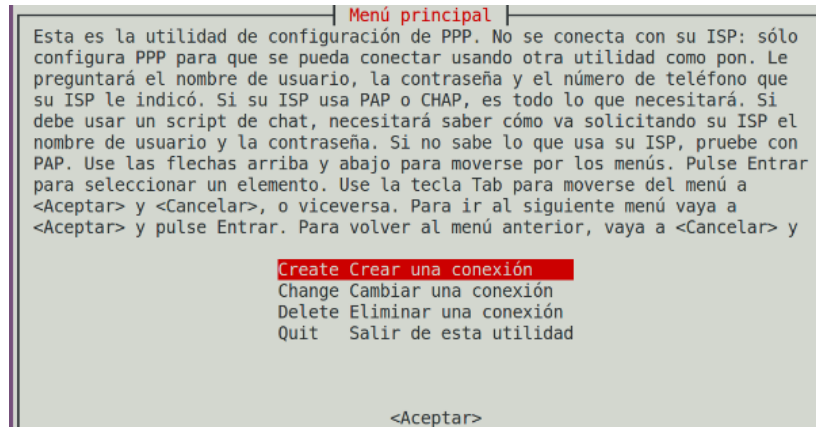 Menú principal
Esta es la utilidad de configuración de PPP. No se conecta con su ISP: sólo
configura PPP para que se pueda conectar usando otra utilidad como pon. Le
preguntará el nombre de usuario, la contraseña y el número de teléfono que
su ISP le indicó. Si su ISP usa PAP o CHAP, es todo lo que necesitará. Si
debe usar un script de chat, necesitará saber cómo va solicitando su ISP el
nombre de usuario y la contraseña. Si no sabe lo que usa su ISP, pruebe con
PAP. Use las flechas arriba y abajo para moverse por los menús. Pulse Entrar
para seleccionar un elemento. Use la tecla Tab para moverse del menú a
<Aceptar> y <Cancelar>, o viceversa. Para ir al siguiente menú vaya a
<Aceptar> y pulse Entrar. Para volver al menú anterior, vaya a <Cancelar> y
Create Crear una conexión
Change Cambiar una conexión
Delete Eliminar una conexión
Quit Salir de esta utilidad
<Aceptar>